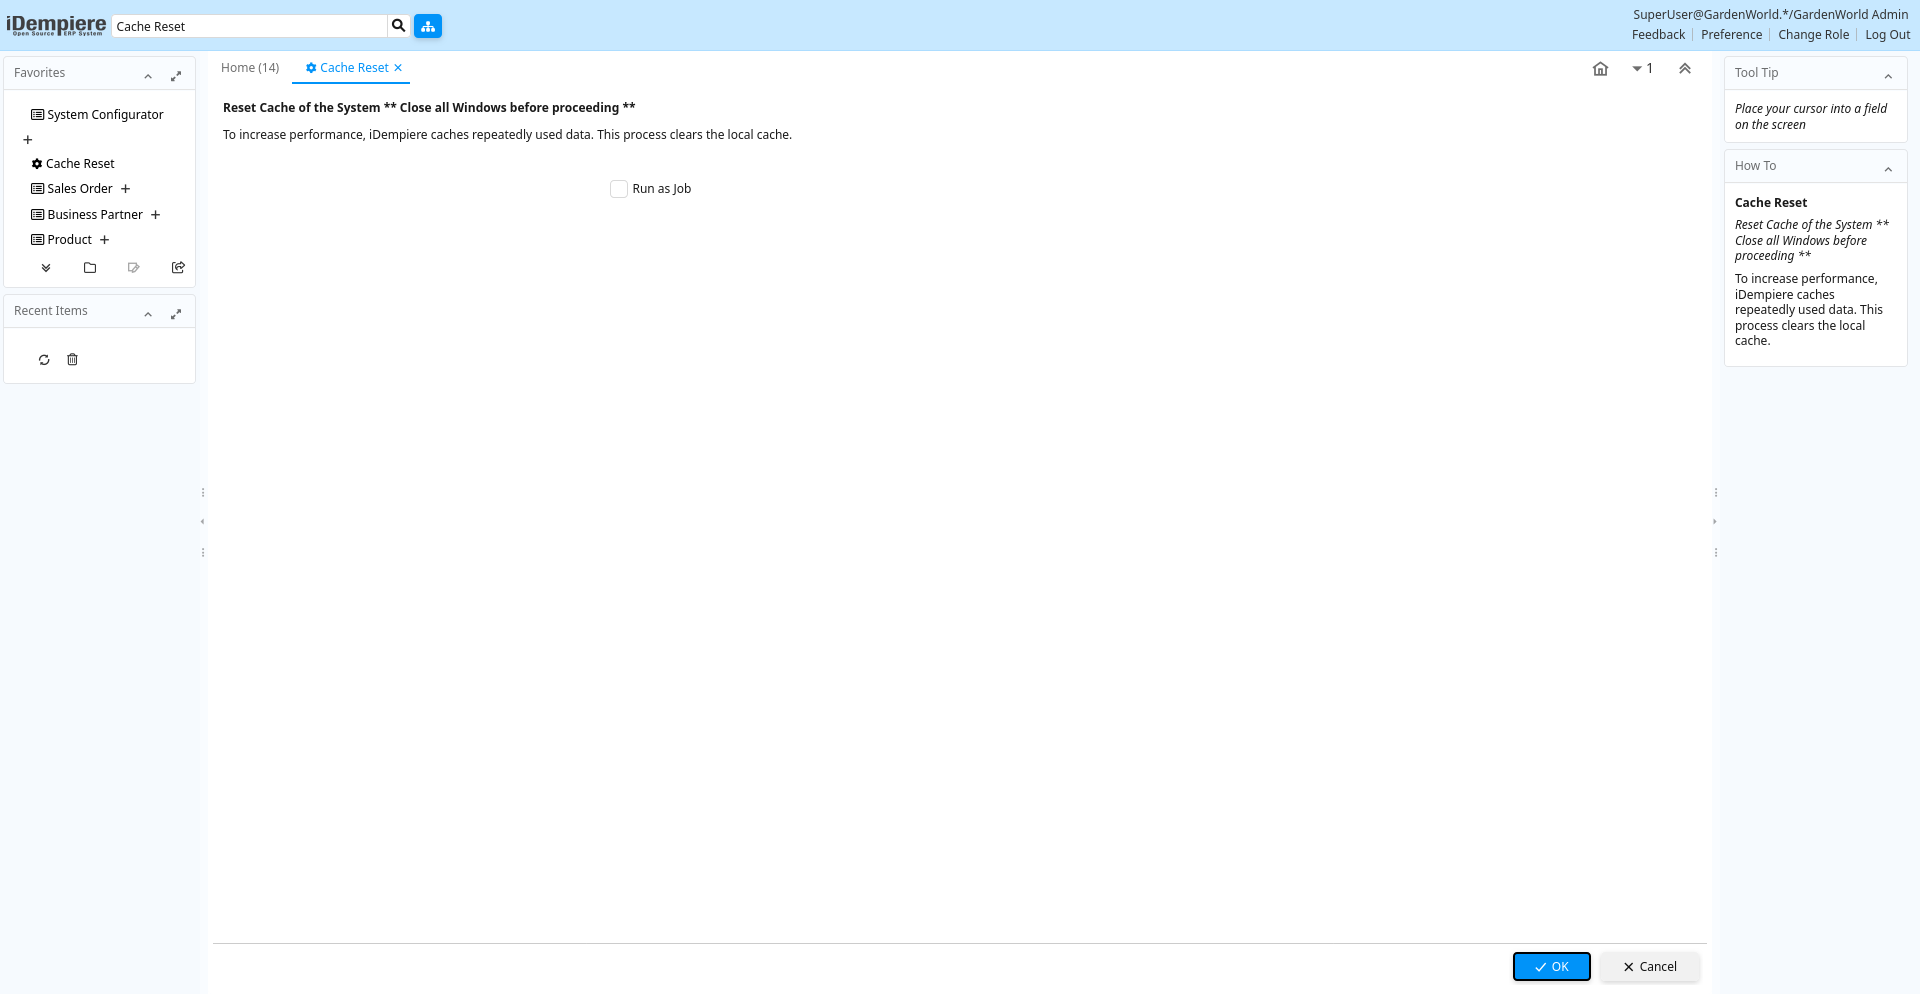 iDempiere
Open Source ERP System
Cache Reset
SuperUser@GardenWorld.*/GardenWorld Admin
Feedback
Preference
Change Role
Log Out
Favorites
System Configurator
Cache Reset
Sales Order
Business Partner
Product
Recent Items
Home (14)
Cache Reset
1
Reset Cache of the System ** Close all Windows before proceeding **
To increase performance, iDempiere caches repeatedly used data. This process clears the local cache.
Run as Job
OK
Cancel
Tool Tip
Place your cursor into a field
on the screen
How To
Cache Reset
Reset Cache of the System **
Close all Windows before
proceeding **
To increase performance,
iDempiere caches
repeatedly used data. This
process clears the local
cache.